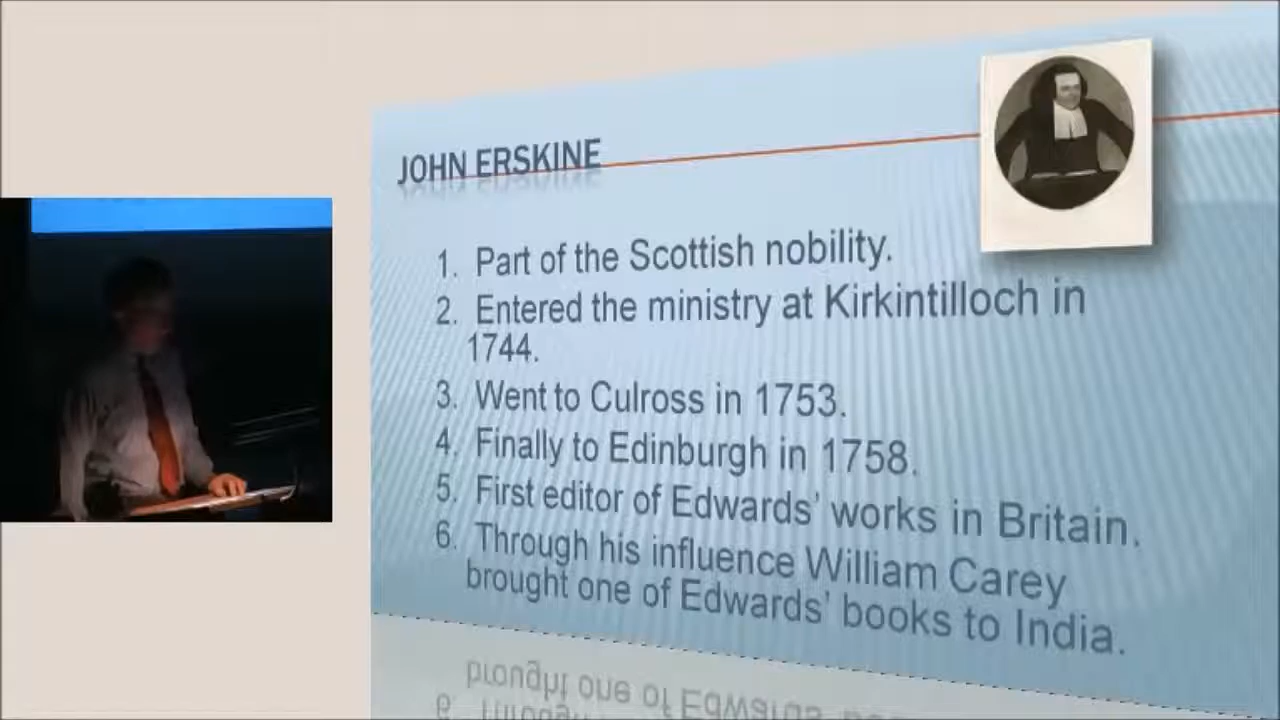 JOHN ERSKINE
1. Part of the Scottish nobility.
2. Entered the ministry at Kirkintilloch in
1744.
3. Went to Culross in 1753.
4. Finally to Edinburgh in 1758.
5. First editor of Edwards' works in Britain.
6. Through his influence William Carey
brought one of Edwards' books to India.